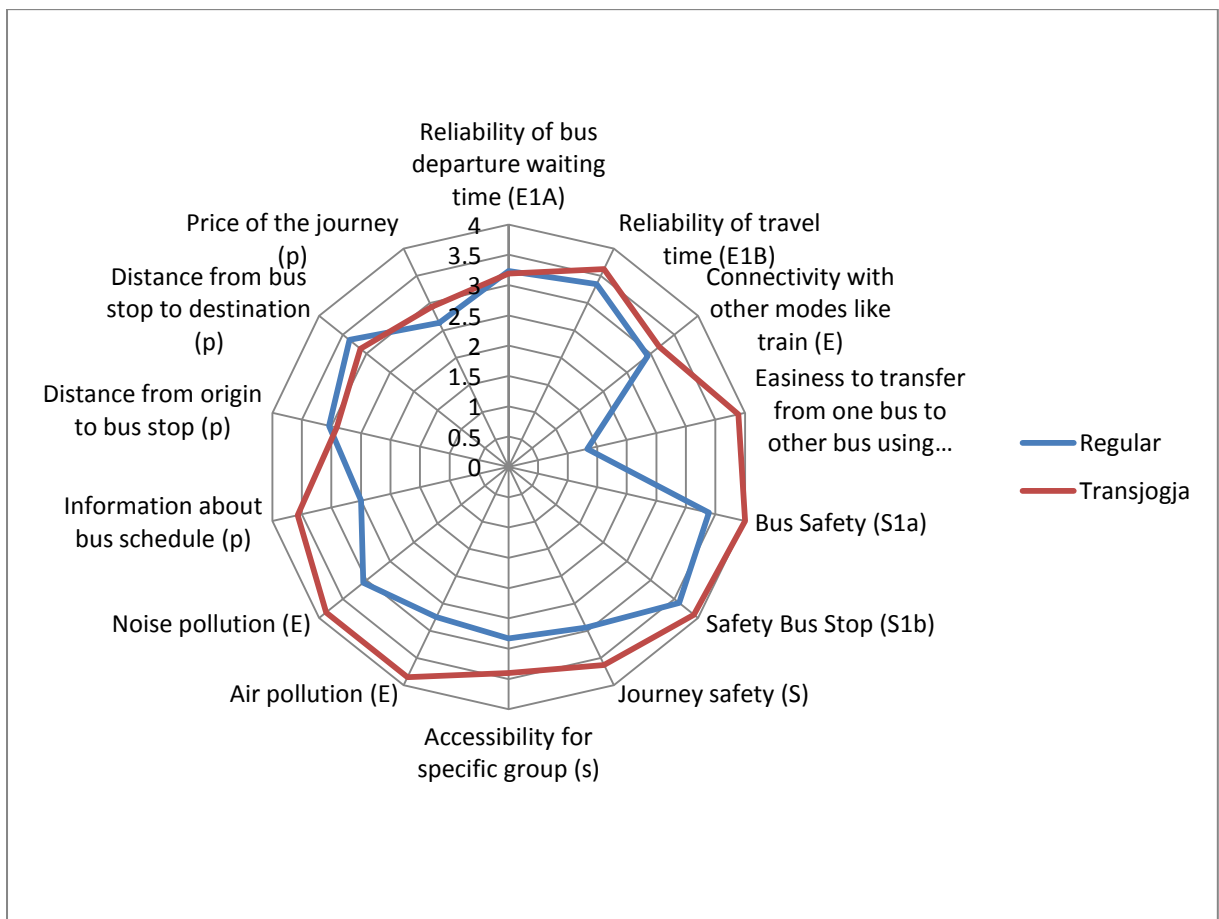 Reliability of bus
departure waiting
time (E1A)
Reliability of travel
time (E1B)
Connectivity with
other modes like
train (E)
Easiness to transfer
from one bus to
other bus using...
Bus Safety (S1a)
Safety Bus Stop (S1b)
Journey safety (S)
Accessibility for
specific group (s)
Air pollution (E)
Noise pollution (E)
Information about
bus schedule (p)
Distance from origin
to bus stop (p)
Distance from bus
stop to destination
(p)
Price of the journey
(p)
4
3.5
3
2.5
2
1.5
1
0.5
0
Regular
Transjogja